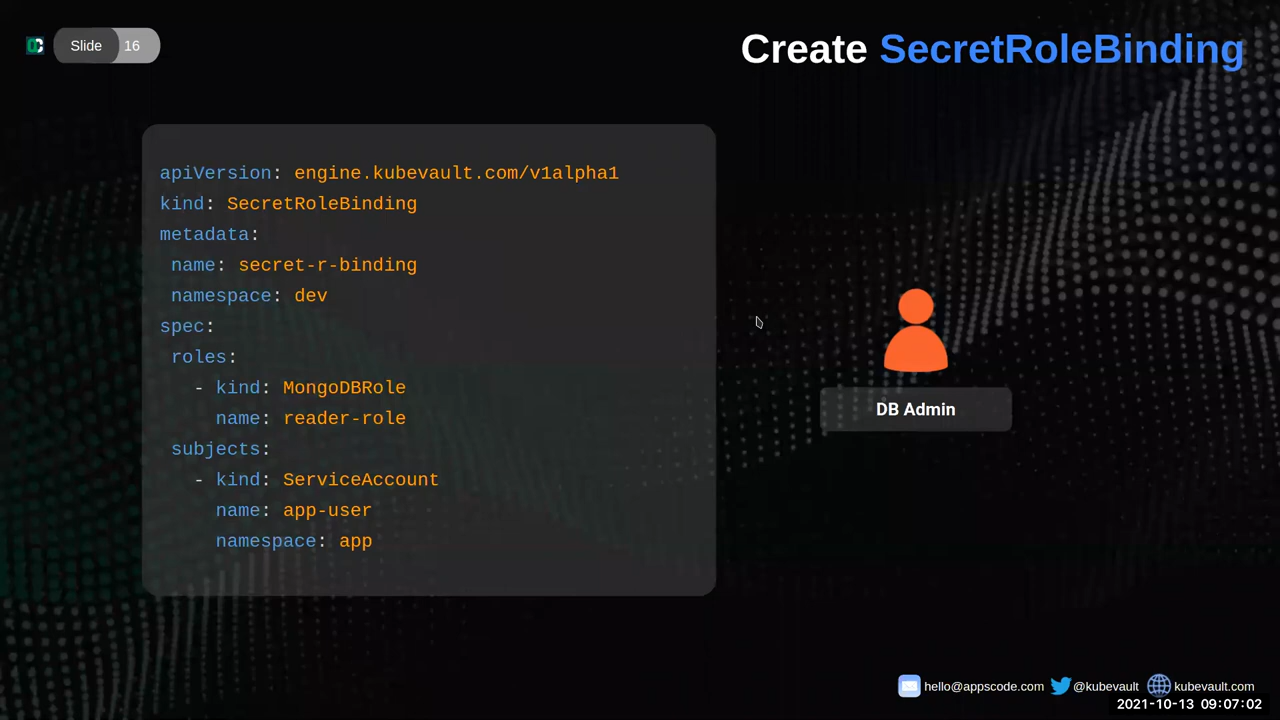 Slide 16
Create SecretRoleBinding
apiVersion: engine.kubevault.com/v1alpha1
kind: SecretRoleBinding
metadata:
 name: secret-r-binding
 namespace: dev
spec:
 roles:
   - kind: MongoDBRole
     name: reader-role
 subjects:
   - kind: ServiceAccount
     name: app-user
     namespace: app
DB Admin
hello@appscode.com @kubevault kubevault.com
2021-10-13 09:07:02